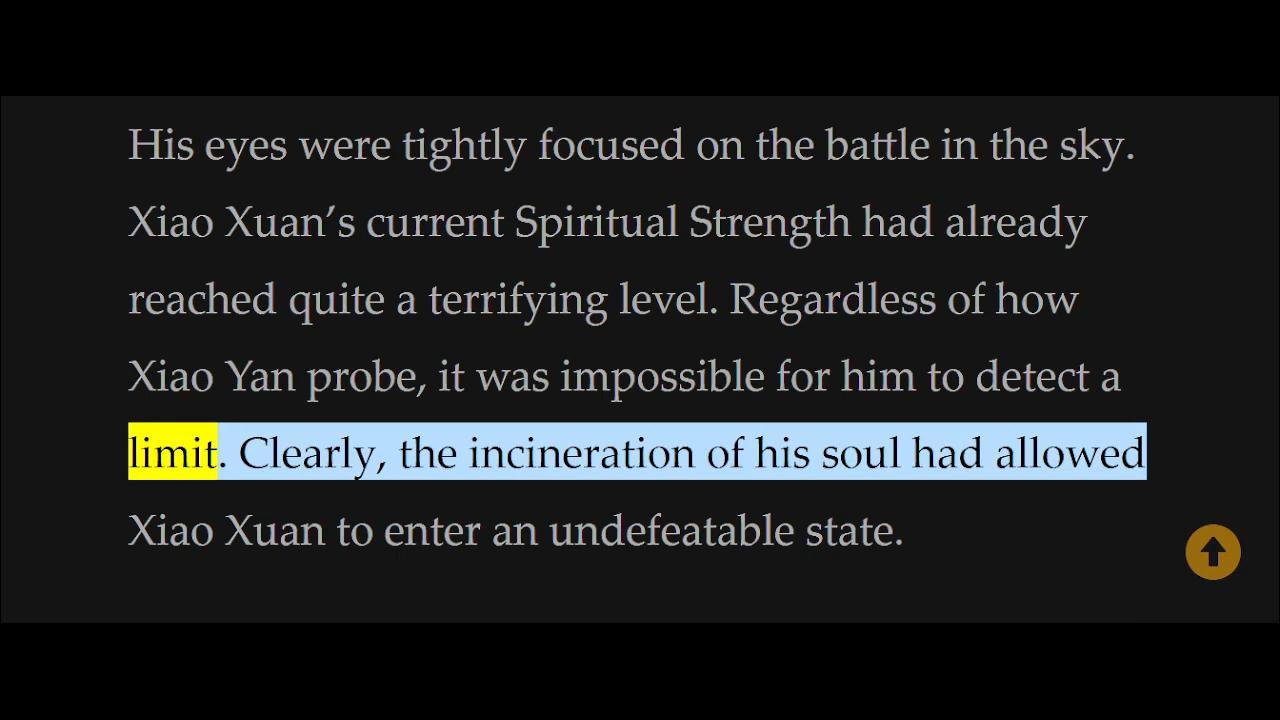 His eyes were tightly focused on the battle in the sky.
Xiao Xuan’s current Spiritual Strength had already
reached quite a terrifying level. Regardless of how
Xiao Yan probe, it was impossible for him to detect a
limit. Clearly, the incineration of his soul had allowed
Xiao Xuan to enter an undefeatable state.